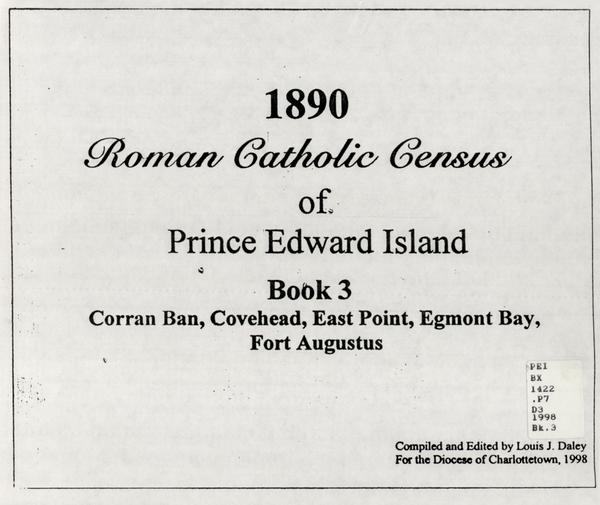 1890
Roman Catholic Census
of
Prince Edward Island
Book 3
Corran Ban, Covehead, East Point, Egmont Bay,
Fort Augustus
PEI
BX
1422
.P7
D3
1998
Bk.3
Compiled and Edited by Louis J. Daley
For the Diocese of Charlottetown, 1998